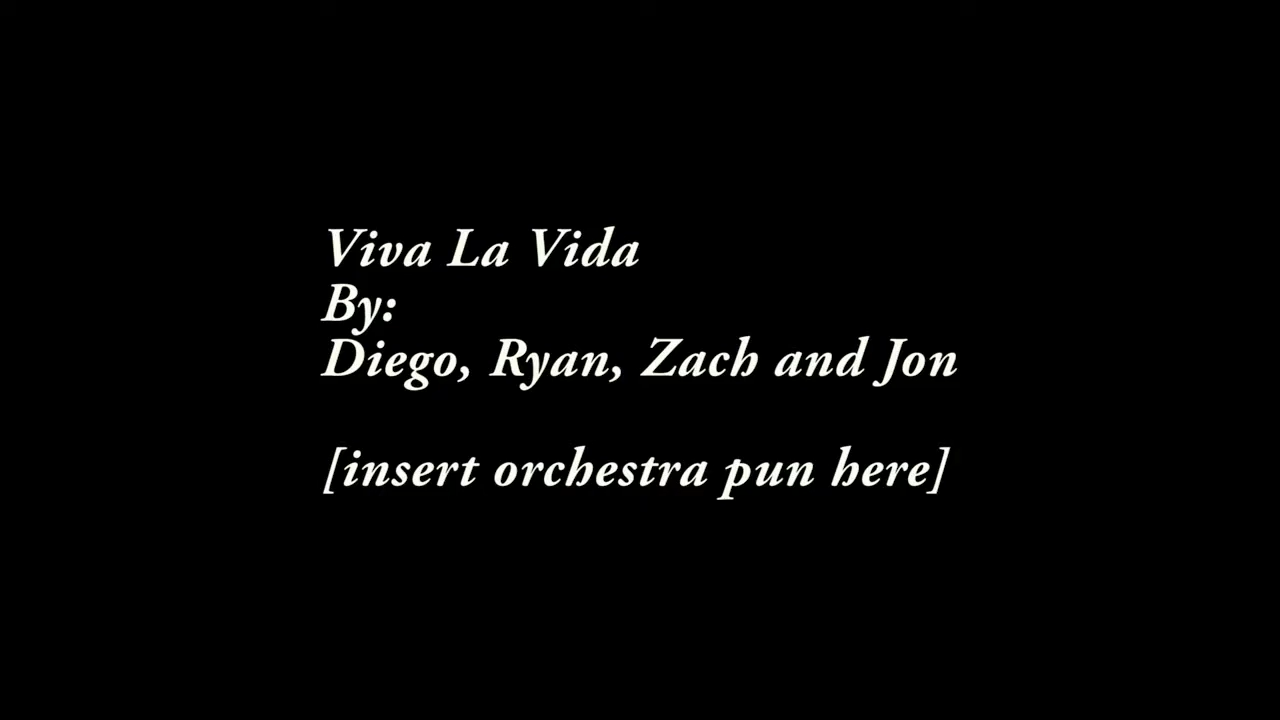 Viva La Vida
By:
Diego, Ryan, Zach and Jon
[insert orchestra pun here]